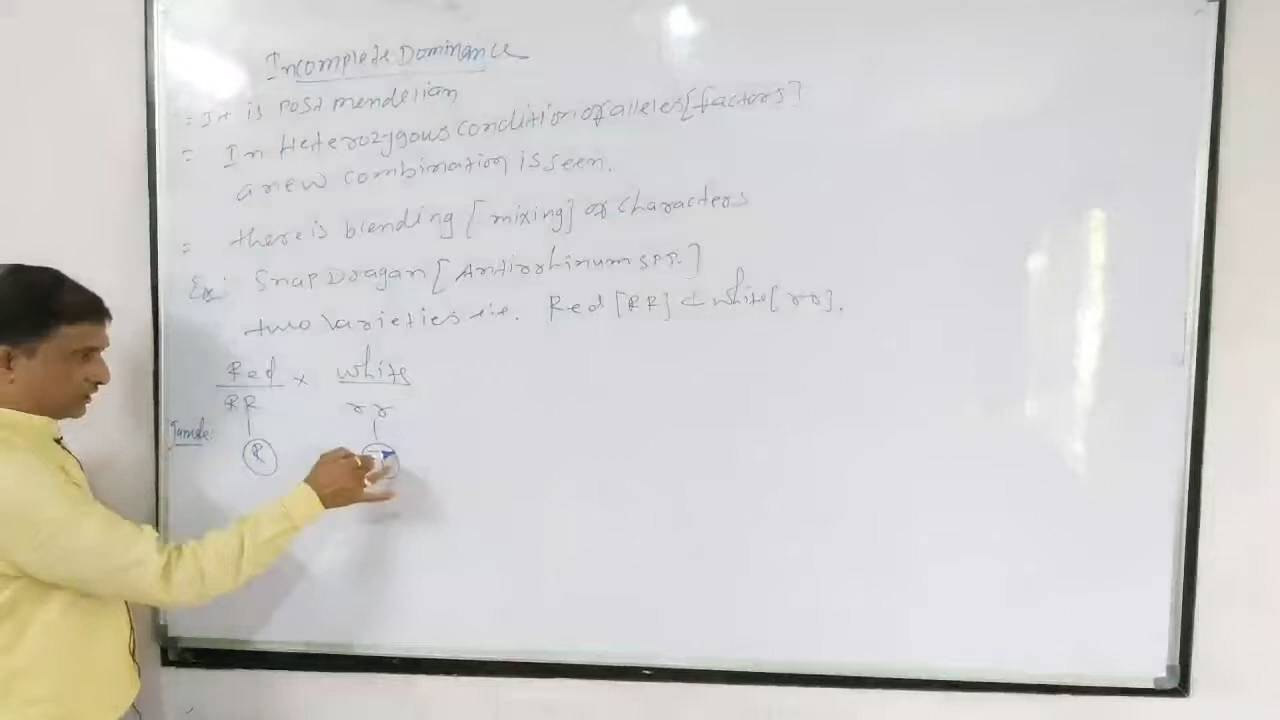 Incomplete Dominance
= It is post mendelian
= In Heterozygous condition of alleles [factors]
a new combination is seen.
= there is blending [mixing] of characters
Ex: Snap Dragan [Antirrhinum SPP.]
two varieties i.e. Red [RR] & white [rr].
Red × white
RR rr
Gamete:
R r